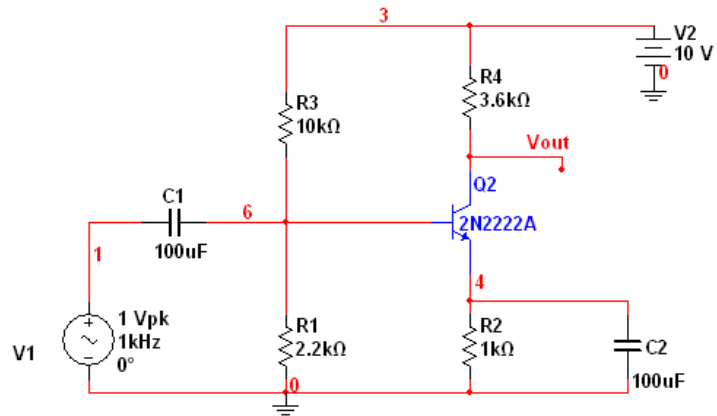 3
V2
10 V
0
R4
3.6kΩ
R3
10kΩ
Vout
Q2
C1
6
2N2222A
100uF
1
4
1 Vpk
1kHz
0°
V1
R1
2.2kΩ
R2
1kΩ
C2
100uF
0